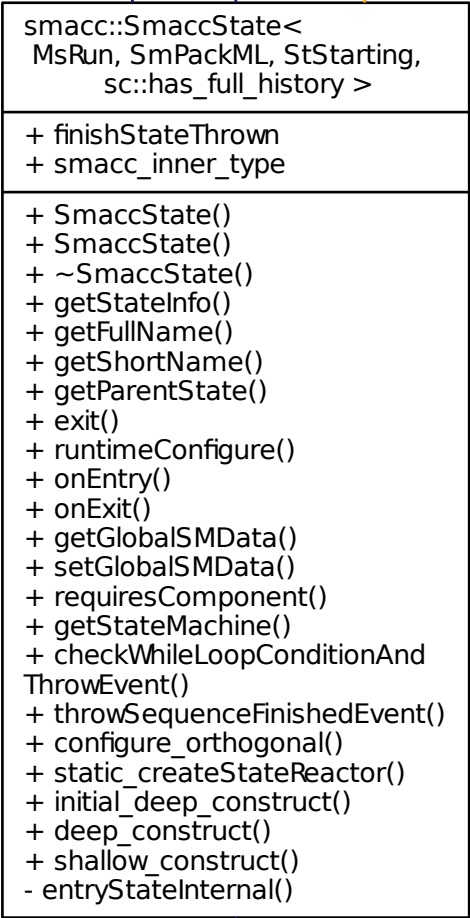 smacc::SmaccState<
MsRun, SmPackML, StStarting,
sc::has_full_history >
+ finishStateThrown
+ smacc_inner_type
+ SmaccState()
+ SmaccState()
+ ~SmaccState()
+ getStateInfo()
+ getFullName()
+ getShortName()
+ getParentState()
+ exit()
+ runtimeConfigure()
+ onEntry()
+ onExit()
+ getGlobalSMData()
+ setGlobalSMData()
+ requiresComponent()
+ getStateMachine()
+ checkWhileLoopConditionAnd
ThrowEvent()
+ throwSequenceFinishedEvent()
+ configure_orthogonal()
+ static_createStateReactor()
+ initial_deep_construct()
+ deep_construct()
+ shallow_construct()
- entryStateInternal()